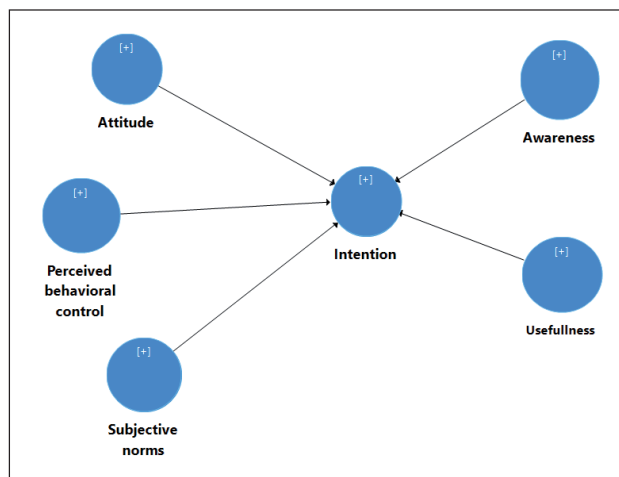 [+]
Attitude
[+]
Awareness
[+]
Perceived
behavioral
control
[+]
Intention
[+]
Usefullness
[+]
Subjective
norms